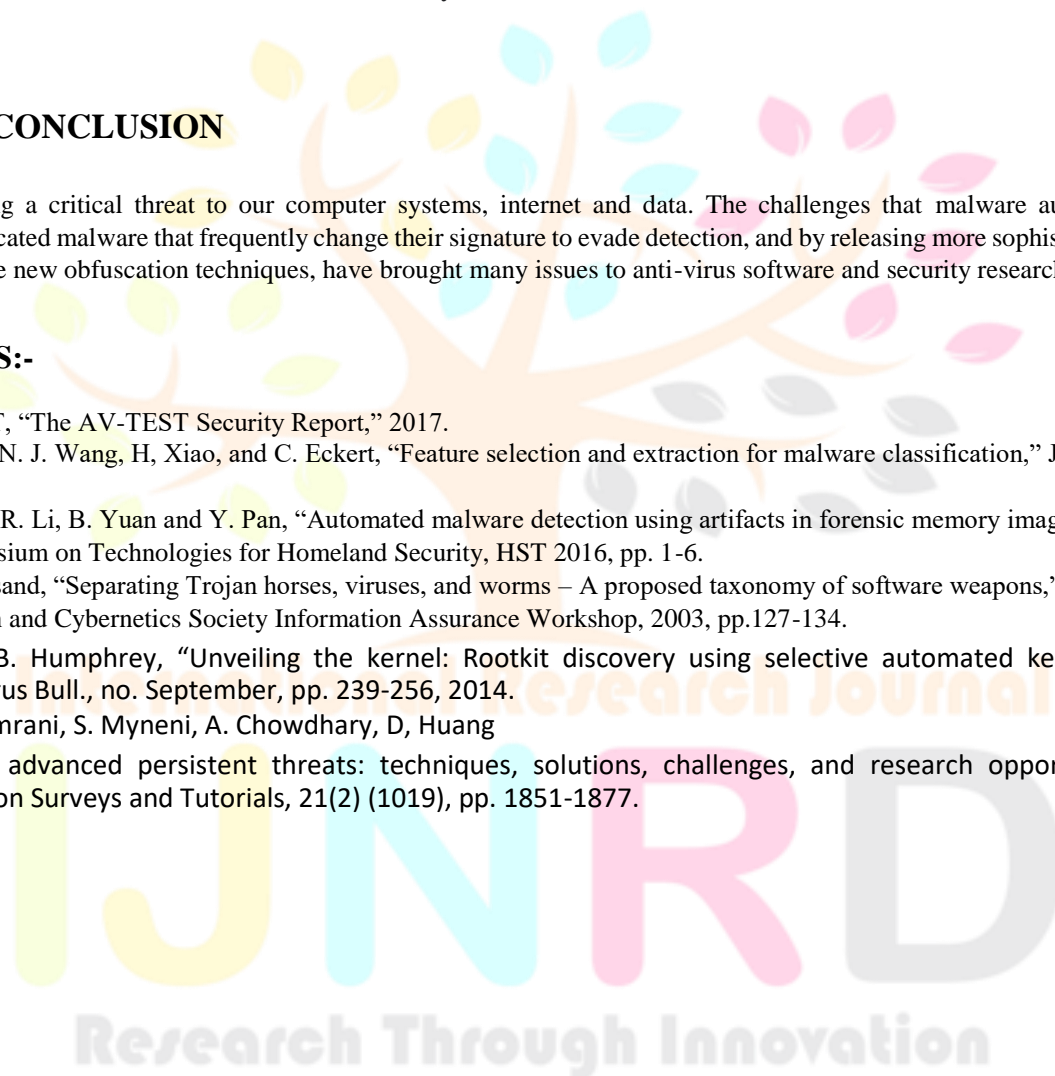 CONCLUSION
g a critical threat to our computer systems, internet and data. The challenges that malware au
cated malware that frequently change their signature to evade detection, and by releasing more sophis
e new obfuscation techniques, have brought many issues to anti-virus software and security research
S:-
T, “The AV-TEST Security Report,” 2017.
N. J. Wang, H, Xiao, and C. Eckert, “Feature selection and extraction for malware classification,” J
R. Li, B. Yuan and Y. Pan, “Automated malware detection using artifacts in forensic memory imag
sium on Technologies for Homeland Security, HST 2016, pp. 1-6.
sand, “Separating Trojan horses, viruses, and worms – A proposed taxonomy of software weapons,”
n and Cybernetics Society Information Assurance Workshop, 2003, pp.127-134.
B. Humphrey, “Unveiling the kernel: Rootkit discovery using selective automated ke
rus Bull., no. September, pp. 239-256, 2014.
International Research Journal
mrani, S. Myneni, A. Chowdhary, D, Huang
advanced persistent threats: techniques, solutions, challenges, and research oppor
on Surveys and Tutorials, 21(2) (1019), pp. 1851-1877.
IJNRD
Research Through Innovation